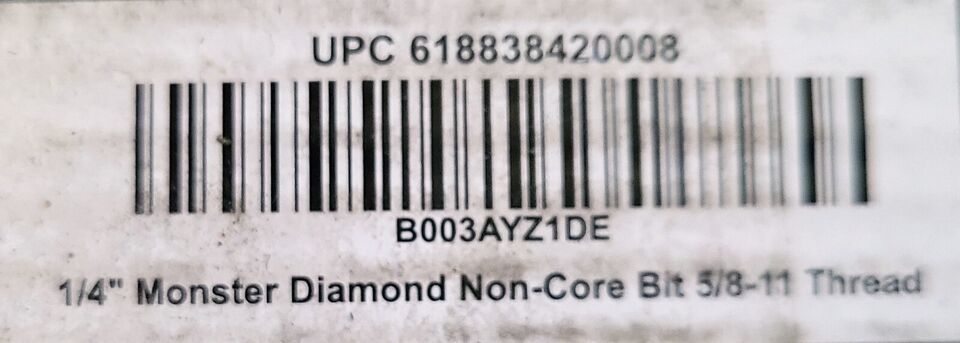 UPC 618838420008
B003AYZ1DE
1/4" Monster Diamond Non-Core Bit 5/8-11 Thread